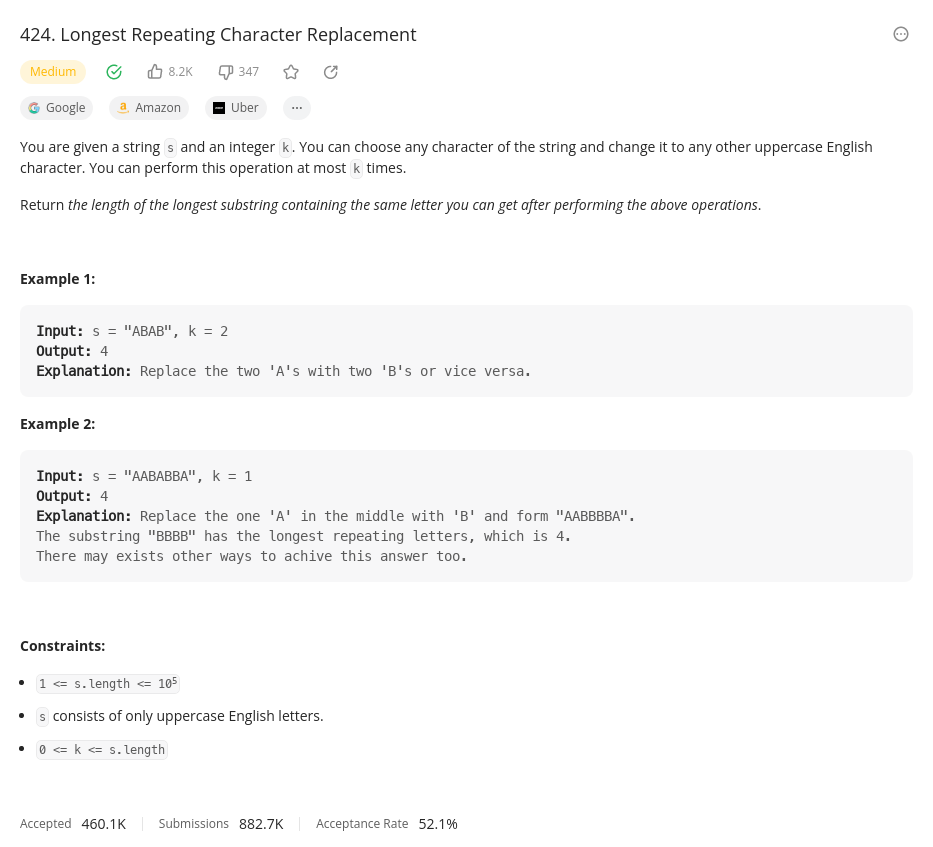 424. Longest Repeating Character Replacement
Medium 8.2K 347
Google Amazon Uber ...
You are given a string s and an integer k. You can choose any character of the string and change it to any other uppercase English
character. You can perform this operation at most k times.
Return the length of the longest substring containing the same letter you can get after performing the above operations.
Example 1:
Input: s = "ABAB", k = 2
Output: 4
Explanation: Replace the two 'A's with two 'B's or vice versa.
Example 2:
Input: s = "AABABBA", k = 1
Output: 4
Explanation: Replace the one 'A' in the middle with 'B' and form "AABBBBA".
The substring "BBBB" has the longest repeating letters, which is 4.
There may exists other ways to achive this answer too.
Constraints:
• 1 <= s.length <= 10⁵
• s consists of only uppercase English letters.
• 0 <= k <= s.length
Accepted 460.1K Submissions 882.7K Acceptance Rate 52.1%